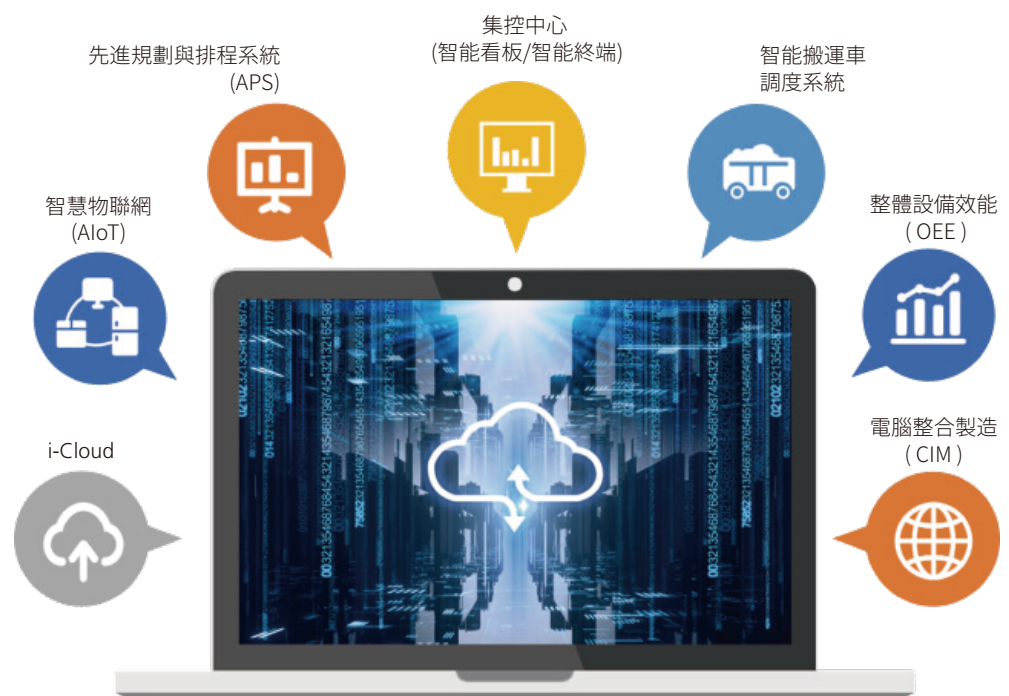 集控中心
(智能看板/智能終端)
先進規劃與排程系統
(APS)
智能搬運車
調度系統
智慧物聯網
(AIoT)
整體設備效能
( OEE )
i-Cloud
電腦整合製造
( CIM )